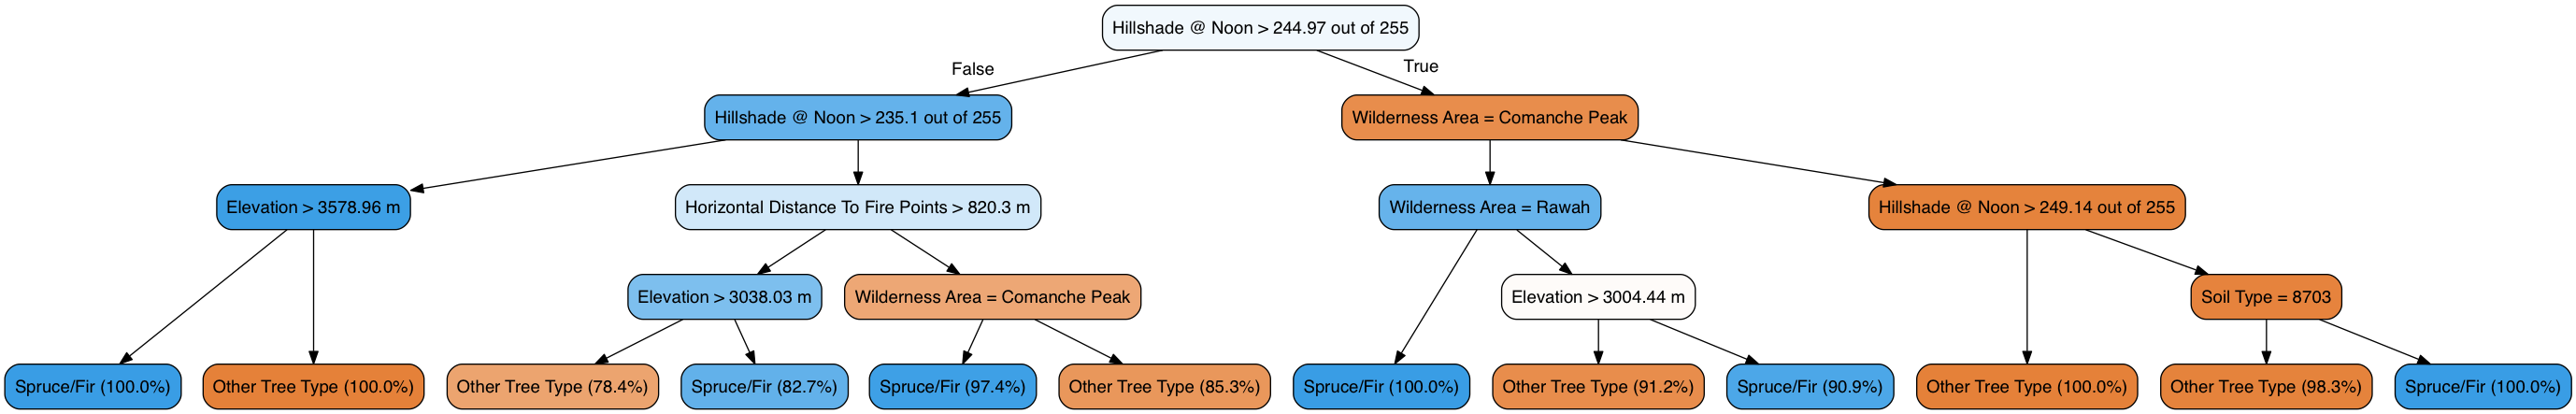 Hillshade @ Noon > 244.97 out of 255
False
True
Hillshade @ Noon > 235.1 out of 255
Wilderness Area = Comanche Peak
Elevation > 3578.96 m
Horizontal Distance To Fire Points > 820.3 m
Wilderness Area = Rawah
Hillshade @ Noon > 249.14 out of 255
Elevation > 3038.03 m
Wilderness Area = Comanche Peak
Elevation > 3004.44 m
Soil Type = 8703
Spruce/Fir (100.0%)
Other Tree Type (100.0%)
Other Tree Type (78.4%)
Spruce/Fir (82.7%)
Spruce/Fir (97.4%)
Other Tree Type (85.3%)
Spruce/Fir (100.0%)
Other Tree Type (91.2%)
Spruce/Fir (90.9%)
Other Tree Type (100.0%)
Other Tree Type (98.3%)
Spruce/Fir (100.0%)